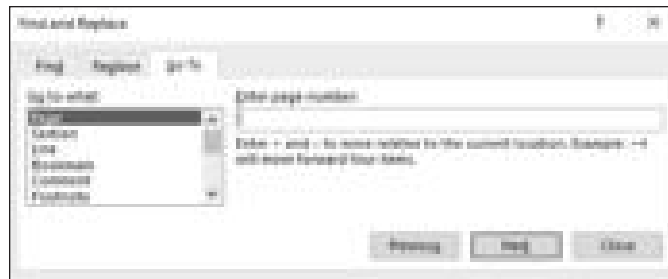 Find and Replace ? ×
Find Replace Go To
Go to what:
Page
Section
Line
Bookmark
Comment
Footnote
Enter page number:
Enter + and – to move relative to the current location. Example: +4
will move forward four items.
Previous Next Close